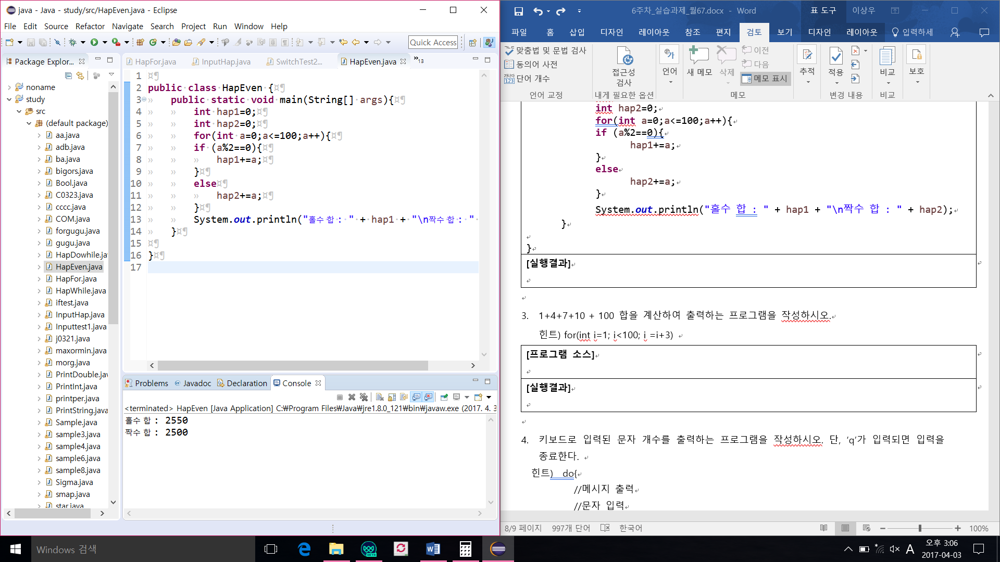 java - Java - study/src/HapEven.java - Eclipse
File Edit Source Refactor Navigate Search Project Run Window Help
Quick Access
Package Explor...
noname
study
src
(default package)
aa.java
adb.java
ba.java
bigors.java
Bool.java
C0323.java
cccc.java
COM.java
forgugu.java
gugu.java
HapDowhile.ja
HapEven.java
HapFor.java
HapWhile.java
iftest.java
InputHap.java
Inputtest1.java
j0321.java
maxormin.java
morg.java
PrintDouble.jav
PrintInt.java
printper.java
PrintString.java
Sample.java
sample3.java
sample4.java
sample6.java
sample8.java
Sigma.java
smap.java
star.java
HapFor.java InputHap.java SwitchTest2... HapEven.java »13
1
2 public class HapEven {
3 public static void main(String[] args){
4 int hap1=0;
5 int hap2=0;
6 for(int a=0;a<=100;a++){
7 if (a%2==0){
8 hap1+=a;
9 }
10 else
11 hap2+=a;
12 }
13 System.out.println("홀수 합 : " + hap1 + "\n짝수 합 : "
14 }
15
16 }
17
Problems @ Javadoc Declaration Console
<terminated> HapEven [Java Application] C:₩Program Files₩Java₩jre1.8.0_121₩bin₩javaw.exe (2017. 4. 3
홀수 합 : 2550
짝수 합 : 2500
6주차_실습과제_월67.docx - Word
표 도구
이상우
파일 홈 삽입 디자인 레이아웃 참조 편지 검토 보기 디자인 레이아웃 입력하세
맞춤법 및 문법 검사
동의어 사전
단어 개수
언어 교정
접근성 검사
내게 필요한 옵션
언어
새 메모
삭제
이전
다음
메모 표시
메모
추적
적용
변경 내용
비교
비교
보호
int hap2=0;
for(int a=0;a<=100;a++){
if (a%2==0){
hap1+=a;
}
else
hap2+=a;
}
System.out.println("홀수 합 : " + hap1 + "\n짝수 합 : " + hap2);
}
}
[실행결과]
3. 1+4+7+10 + 100 합을 계산하여 출력하는 프로그램을 작성하시오.
힌트) for(int i=1; i<100; i =i+3)
[프로그램 소스]
[실행결과]
4. 키보드로 입력된 문자 개수를 출력하는 프로그램을 작성하시오. 단, ‘q’가 입력되면 입력을
종료한다.
힌트) do{
//메시지 출력
//문자 입력
8/9 페이지 997개 단어 한국어 100%
Windows 검색
BETA
A
오후 3:06
2017-04-03